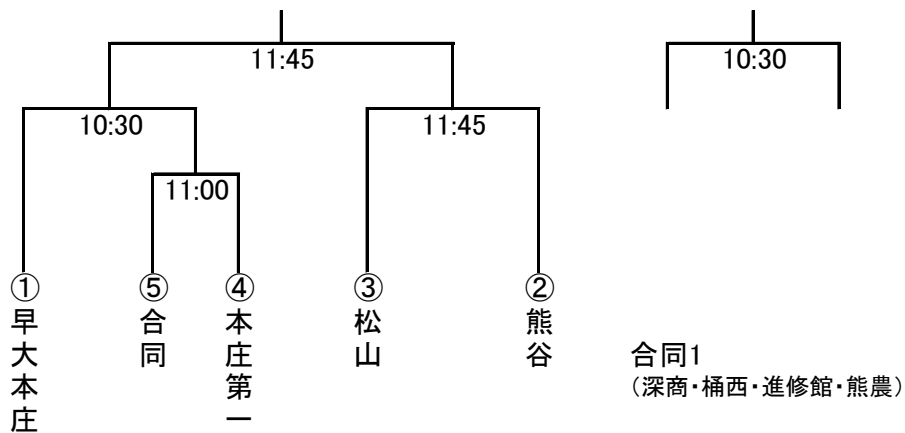 11:45
10:30
10:30
11:45
11:00
①早大本庄
⑤合同
④本庄第一
③松山
②熊谷
合同1
（深商・桶西・進修館・熊農）